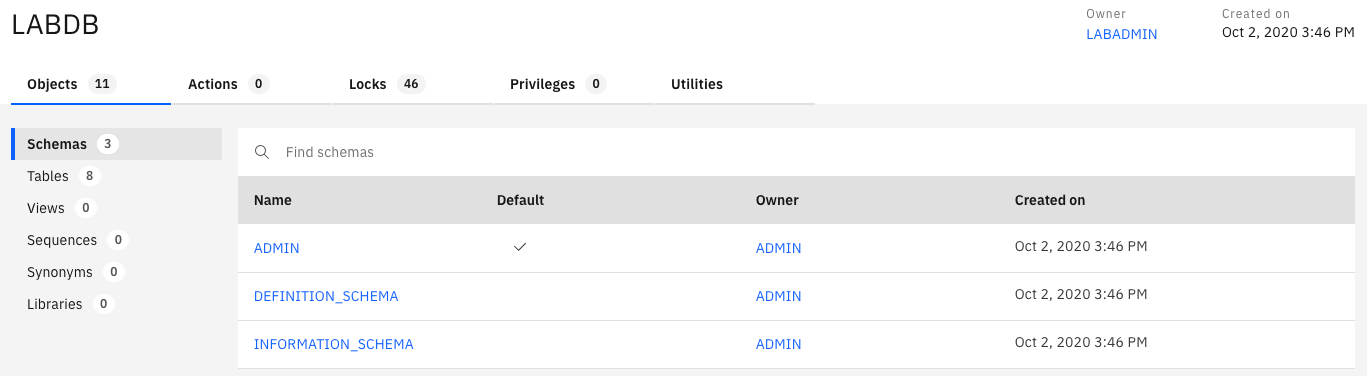 LABDB
Owner
LABADMIN
Created on
Oct 2, 2020 3:46 PM
Objects 11 Actions 0 Locks 46 Privileges 0 Utilities
Schemas 3
Tables 8
Views 0
Sequences 0
Synonyms 0
Libraries 0
Find schemas
Name Default Owner Created on
ADMIN ADMIN Oct 2, 2020 3:46 PM
DEFINITION_SCHEMA ADMIN Oct 2, 2020 3:46 PM
INFORMATION_SCHEMA ADMIN Oct 2, 2020 3:46 PM